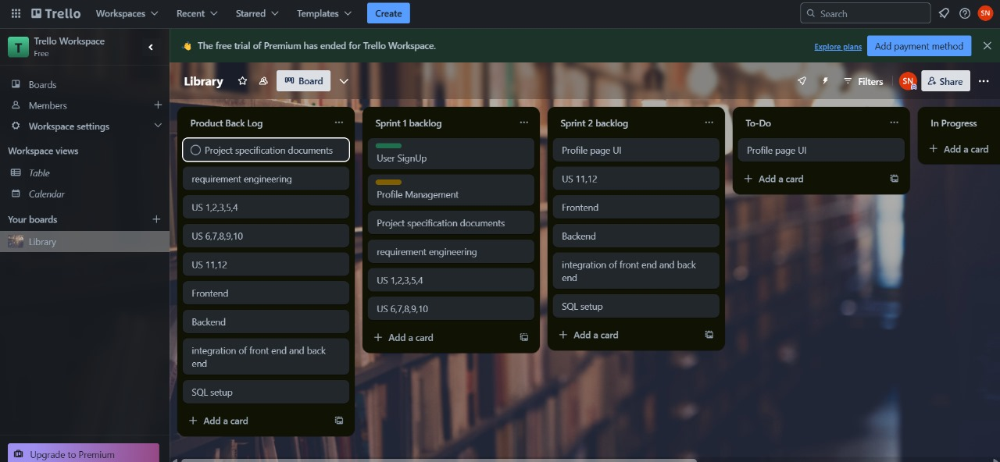 Trello Workspaces Recent Starred Templates Create Search SN
Trello Workspace
T
Free
👋 The free trial of Premium has ended for Trello Workspace. Explore plans Add payment method
Library Board Filters SN Share
Boards
Members
Workspace settings
Workspace views
Table
Calendar
Your boards
Library
Upgrade to Premium
Product Back Log
Project specification documents
requirement engineering
US 1,2,3,5,4
US 6,7,8,9,10
US 11,12
Frontend
Backend
integration of front end and back
end
SQL setup
+ Add a card
Sprint 1 backlog
User SignUp
Profile Management
Project specification documents
requirement engineering
US 1,2,3,5,4
US 6,7,8,9,10
+ Add a card
Sprint 2 backlog
Profile page UI
US 11,12
Frontend
Backend
integration of front end and back
end
SQL setup
+ Add a card
To-Do
Profile page UI
+ Add a card
In Progress
+ Add a card